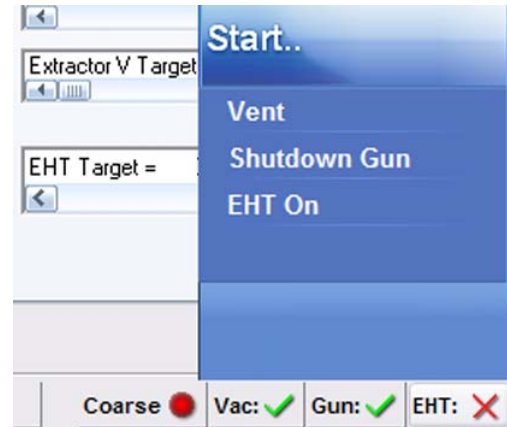 Start..
Extractor V Target
Vent
Shutdown Gun
EHT Target =
EHT On
Coarse Vac: Gun: EHT: